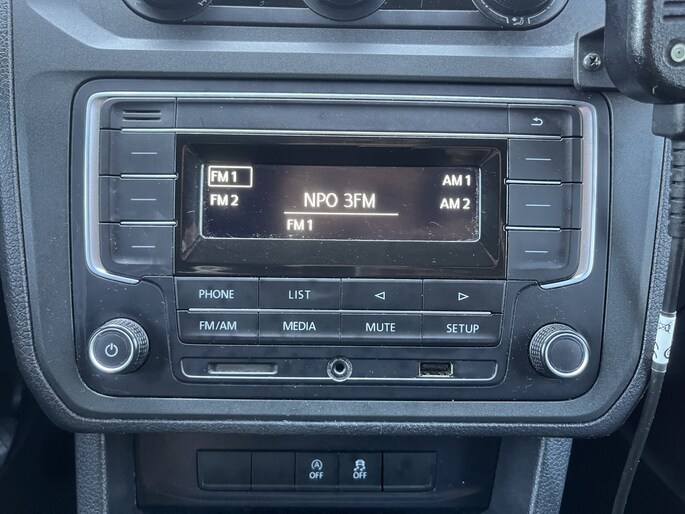 FM 1
AM 1
FM 2
NPO 3FM
AM 2
FM 1
PHONE
LIST
FM/AM
MEDIA
MUTE
SETUP
OFF
OFF